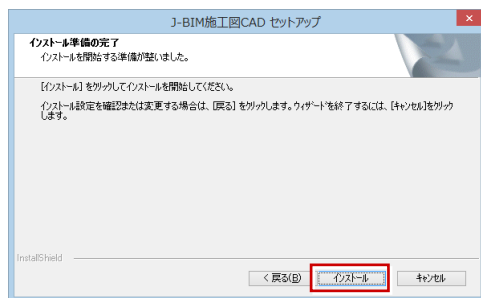 J-BIM施工図CAD セットアップ
インストール準備の完了
インストールを開始する準備が整いました。
[インストール] をクリックしてインストールを開始してください。
インストール設定を確認または変更する場合は、[戻る] をクリックします。ウィザードを終了するには、[キャンセル]をクリック
します。
InstallShield
< 戻る(B)
インストール
キャンセル